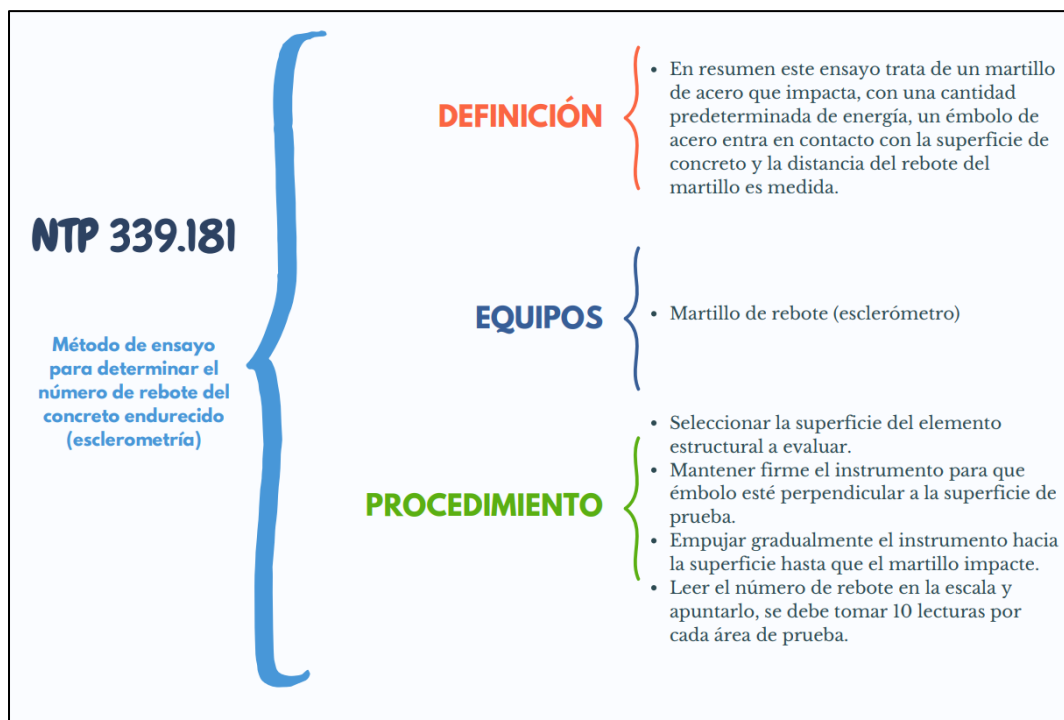 NTP 339.181
Método de ensayo
para determinar el
número de rebote del
concreto endurecido
(esclerometría)
DEFINICIÓN
• En resumen este ensayo trata de un martillo
de acero que impacta, con una cantidad
predeterminada de energía, un émbolo de
acero entra en contacto con la superficie de
concreto y la distancia del rebote del
martillo es medida.
EQUIPOS
• Martillo de rebote (esclerómetro)
PROCEDIMIENTO
• Seleccionar la superficie del elemento
estructural a evaluar.
• Mantener firme el instrumento para que
émbolo esté perpendicular a la superficie de
prueba.
• Empujar gradualmente el instrumento hacia
la superficie hasta que el martillo impacte.
• Leer el número de rebote en la escala y
apuntarlo, se debe tomar 10 lecturas por
cada área de prueba.